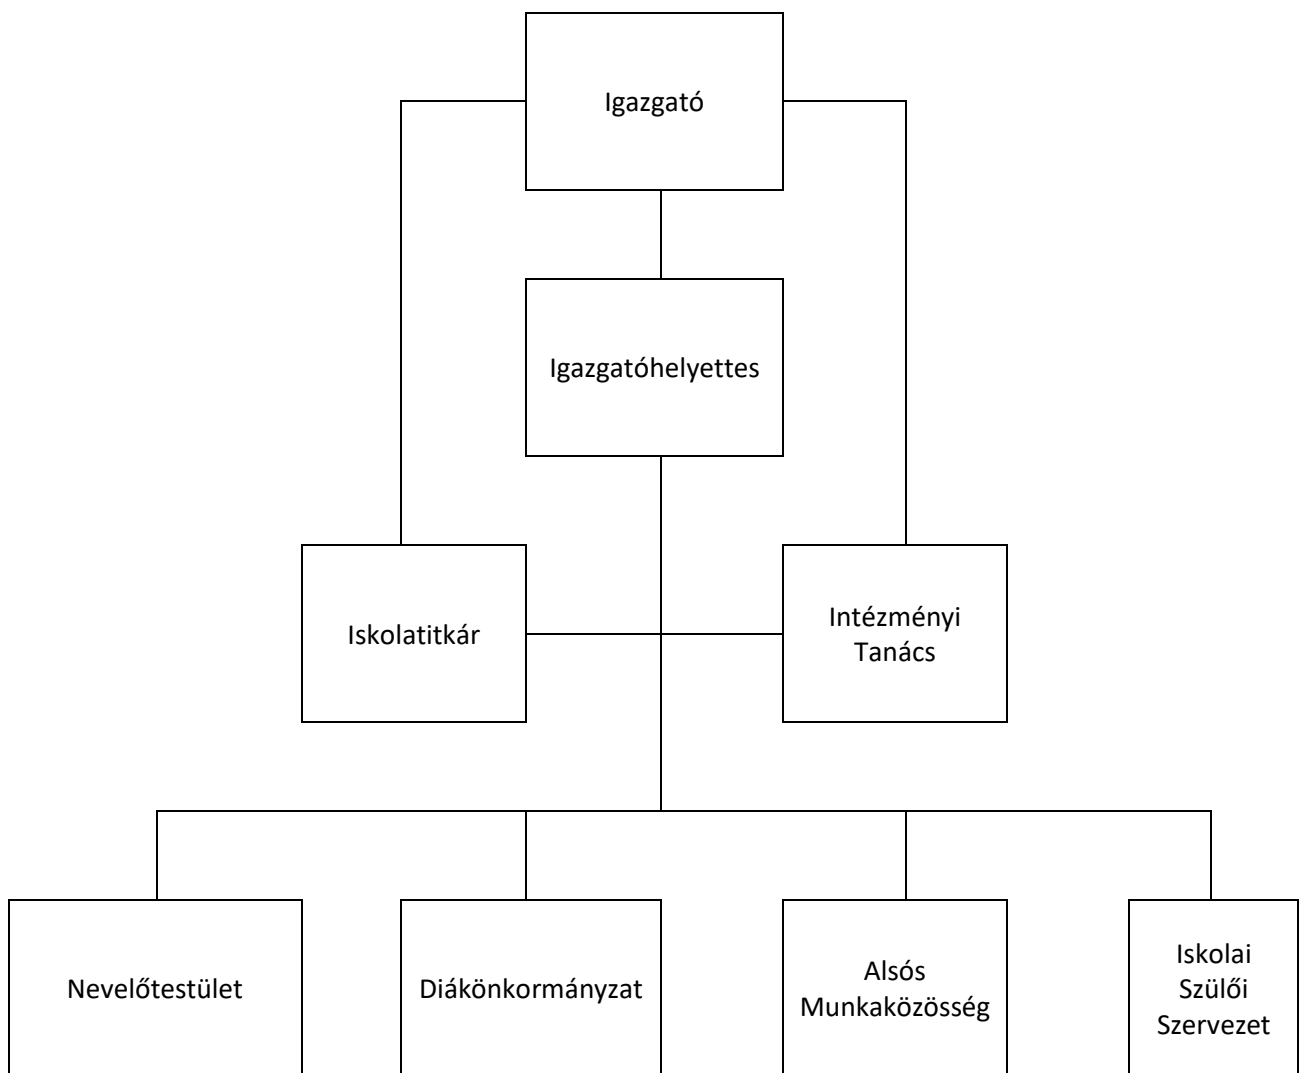 Igazgató
Igazgatóhelyettes
Iskolatitkár
Intézményi
Tanács
Nevelőtestület
Diákönkormányzat
Alsós
Munkaközösség
Iskolai
Szülői
Szervezet